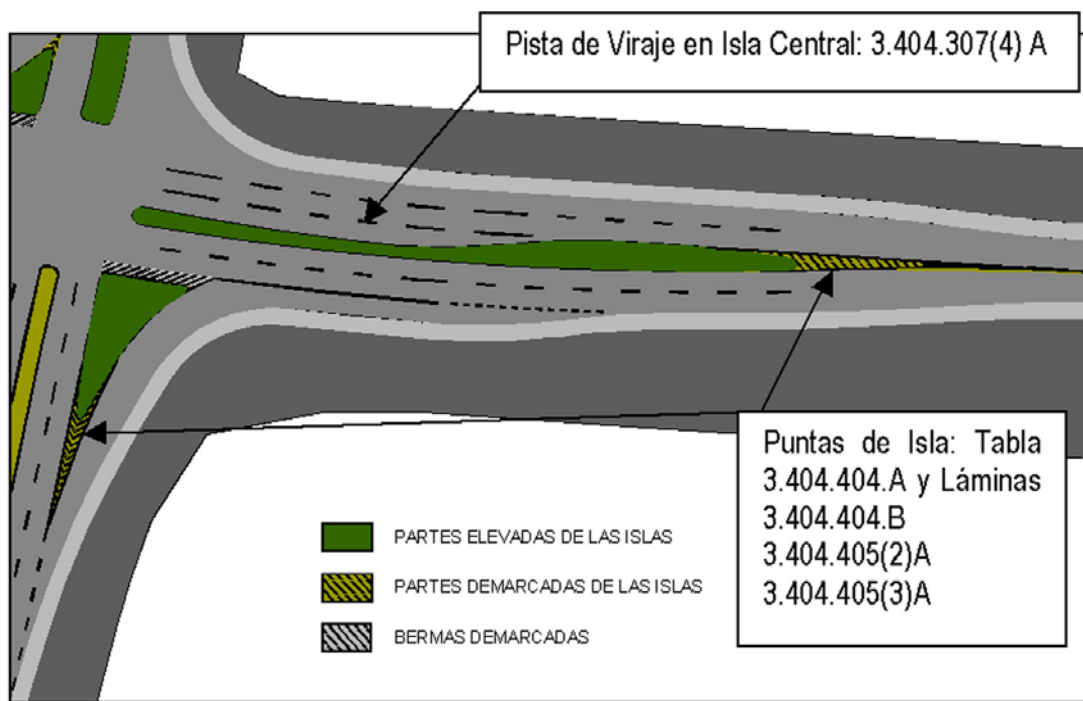 Pista de Viraje en Isla Central: 3.404.307(4) A
Puntas de Isla: Tabla
3.404.404.A y Láminas
3.404.404.B
3.404.405(2)A
3.404.405(3)A
PARTES ELEVADAS DE LAS ISLAS
PARTES DEMARCADAS DE LAS ISLAS
BERMAS DEMARCADAS